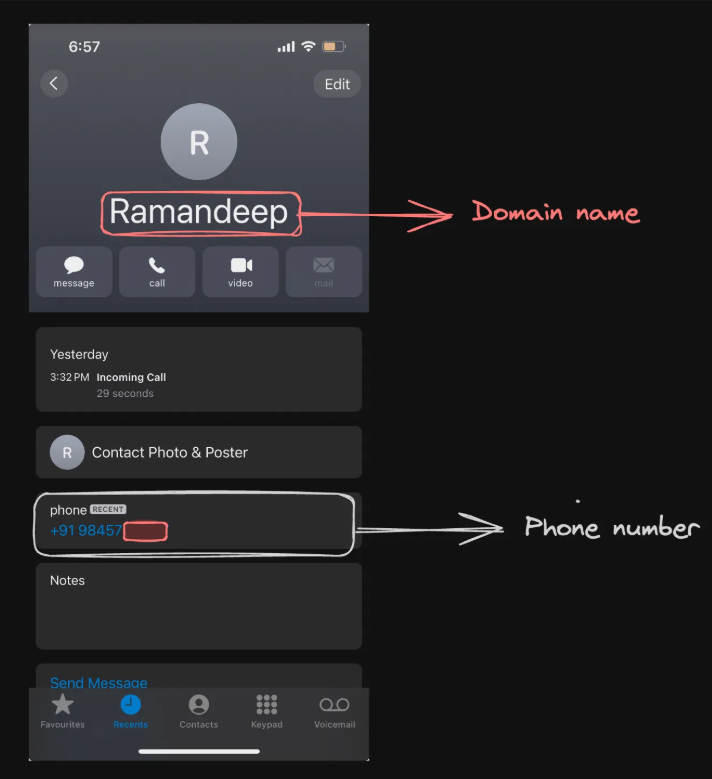 6:57
Edit
R
Ramandeep
Domain name
message call video mail
Yesterday
3:32 PM Incoming Call
29 seconds
R Contact Photo & Poster
phone RECENT
+91 98457
Phone number
Notes
Send Message
Favourites Recents Contacts Keypad Voicemail